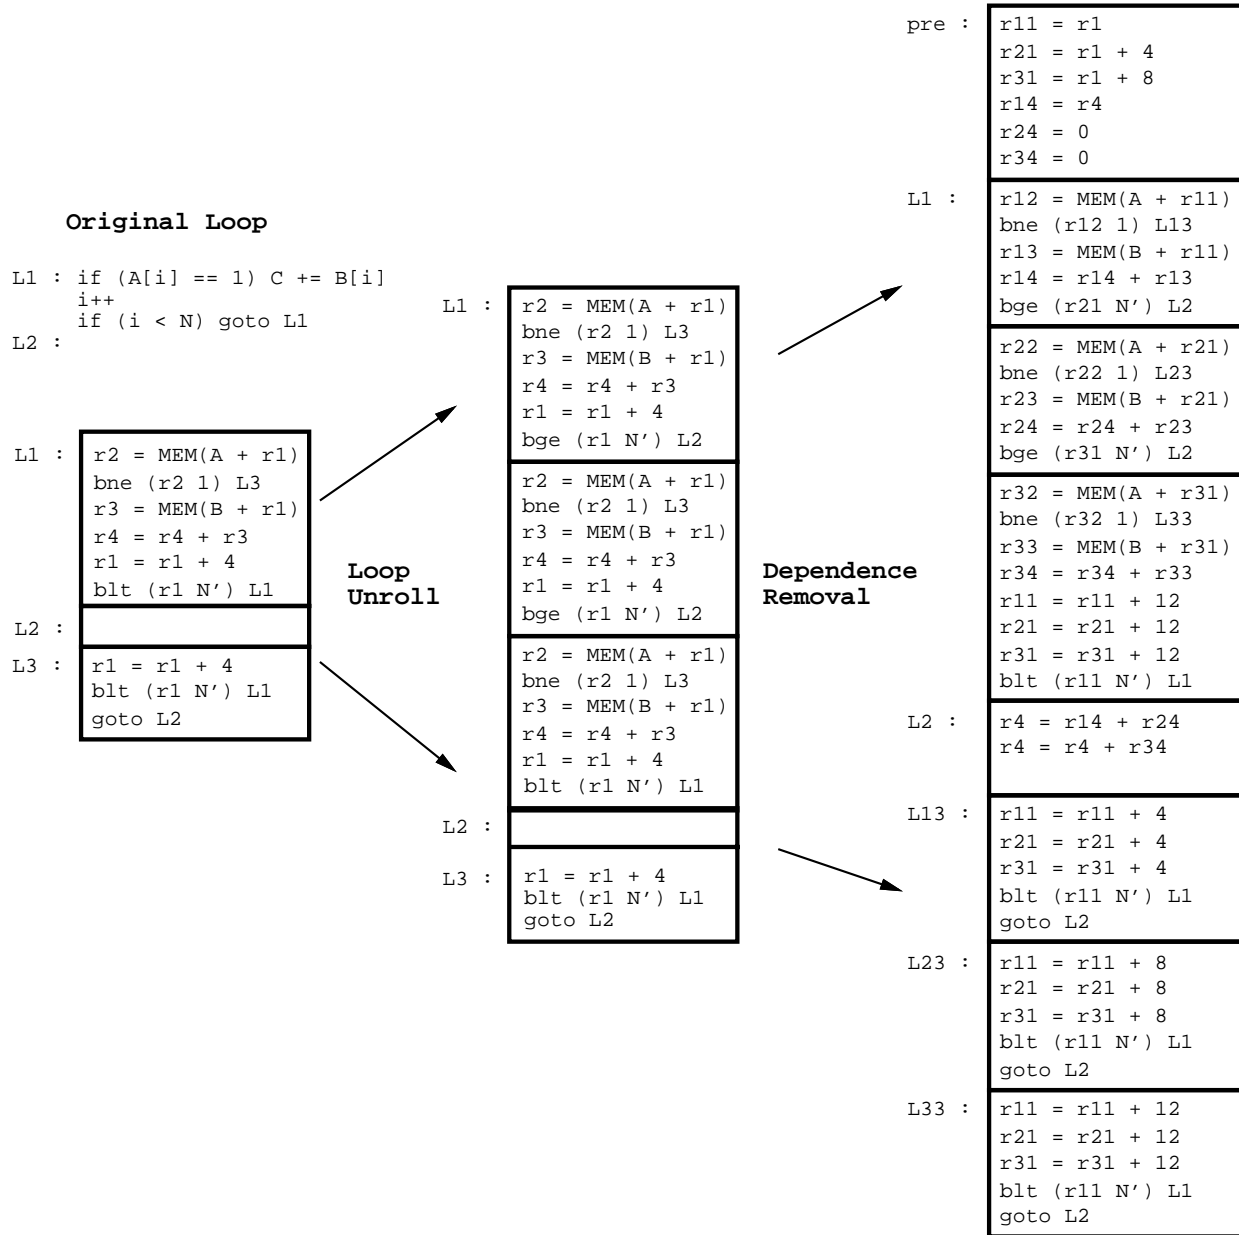 Original Loop
L1 : if (A[i] == 1) C += B[i]
i++
if (i < N) goto L1
L2 :
L1 :
r2 = MEM(A + r1)
bne (r2 1) L3
r3 = MEM(B + r1)
r4 = r4 + r3
r1 = r1 + 4
blt (r1 N′) L1
L2 :
L3 :
r1 = r1 + 4
blt (r1 N′) L1
goto L2
Loop
Unroll
L1 :
r2 = MEM(A + r1)
bne (r2 1) L3
r3 = MEM(B + r1)
r4 = r4 + r3
r1 = r1 + 4
bge (r1 N′) L2
r2 = MEM(A + r1)
bne (r2 1) L3
r3 = MEM(B + r1)
r4 = r4 + r3
r1 = r1 + 4
bge (r1 N′) L2
r2 = MEM(A + r1)
bne (r2 1) L3
r3 = MEM(B + r1)
r4 = r4 + r3
r1 = r1 + 4
blt (r1 N′) L1
L2 :
L3 :
r1 = r1 + 4
blt (r1 N′) L1
goto L2
Dependence
Removal
pre :
r11 = r1
r21 = r1 + 4
r31 = r1 + 8
r14 = r4
r24 = 0
r34 = 0
L1 :
r12 = MEM(A + r11)
bne (r12 1) L13
r13 = MEM(B + r11)
r14 = r14 + r13
bge (r21 N′) L2
r22 = MEM(A + r21)
bne (r22 1) L23
r23 = MEM(B + r21)
r24 = r24 + r23
bge (r31 N′) L2
r32 = MEM(A + r31)
bne (r32 1) L33
r33 = MEM(B + r31)
r34 = r34 + r33
r11 = r11 + 12
r21 = r21 + 12
r31 = r31 + 12
blt (r11 N′) L1
L2 :
r4 = r14 + r24
r4 = r4 + r34
L13 :
r11 = r11 + 4
r21 = r21 + 4
r31 = r31 + 4
blt (r11 N′) L1
goto L2
L23 :
r11 = r11 + 8
r21 = r21 + 8
r31 = r31 + 8
blt (r11 N′) L1
goto L2
L33 :
r11 = r11 + 12
r21 = r21 + 12
r31 = r31 + 12
blt (r11 N′) L1
goto L2